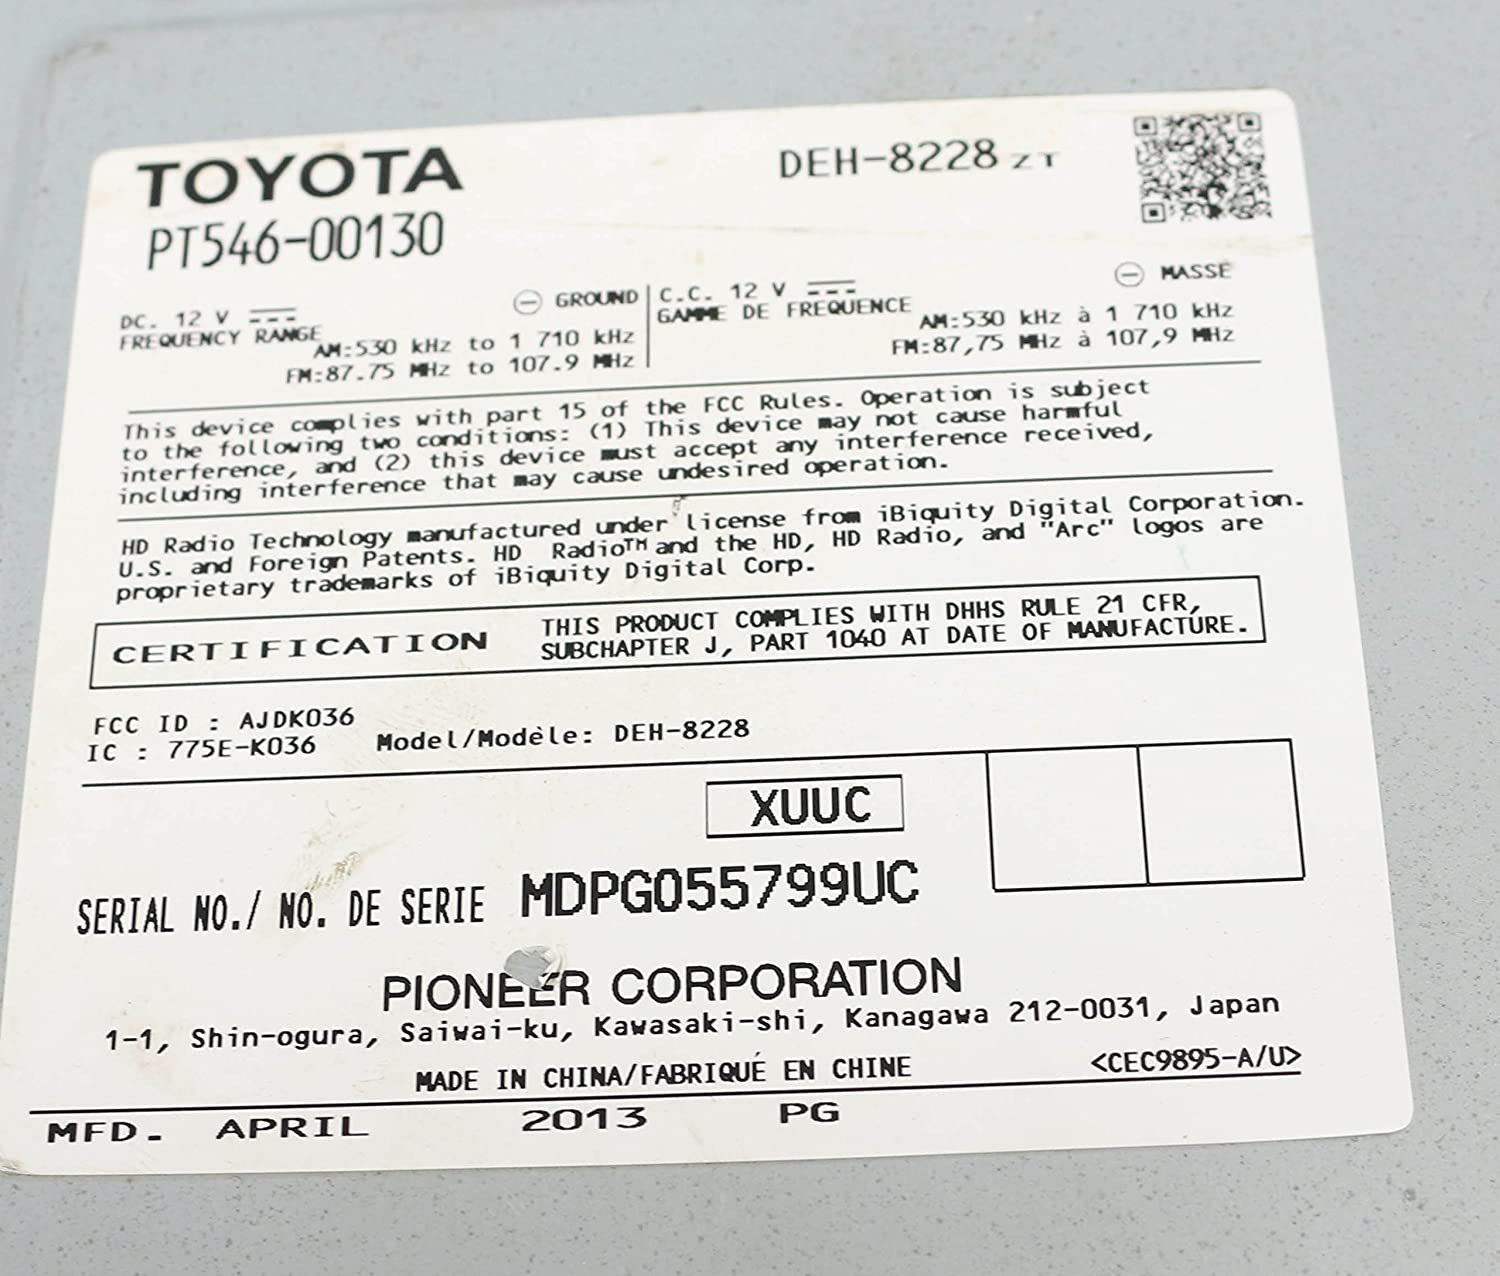 TOYOTA
DEH-8228 ZT
PT546-00130
DC. 12 V
⊖ GROUND
FREQUENCY RANGE
AM:530 kHz to 1 710 kHz
FM:87.75 MHz to 107.9 MHz
C.C. 12 V
⊖ MASSE
GAMME DE FREQUENCE
AM:530 kHz à 1 710 kHz
FM:87,75 MHz à 107,9 MHz
This device complies with part 15 of the FCC Rules. Operation is subject
to the following two conditions: (1) This device may not cause harmful
interference, and (2) this device must accept any interference received,
including interference that may cause undesired operation.
HD Radio Technology manufactured under license from iBiquity Digital Corporation.
U.S. and Foreign Patents. HD Radio™ and the HD, HD Radio, and "Arc" logos are
proprietary trademarks of iBiquity Digital Corp.
CERTIFICATION
THIS PRODUCT COMPLIES WITH DHHS RULE 21 CFR,
SUBCHAPTER J, PART 1040 AT DATE OF MANUFACTURE.
FCC ID : AJDK036
IC : 775E-K036 Model/Modèle: DEH-8228
XUUC
SERIAL NO./ NO. DE SERIE MDPG055799UC
PIONEER CORPORATION
1-1, Shin-ogura, Saiwai-ku, Kawasaki-shi, Kanagawa 212-0031, Japan
MADE IN CHINA/FABRIQUÉ EN CHINE
<CEC9895-A/U>
MFD. APRIL 2013 PG